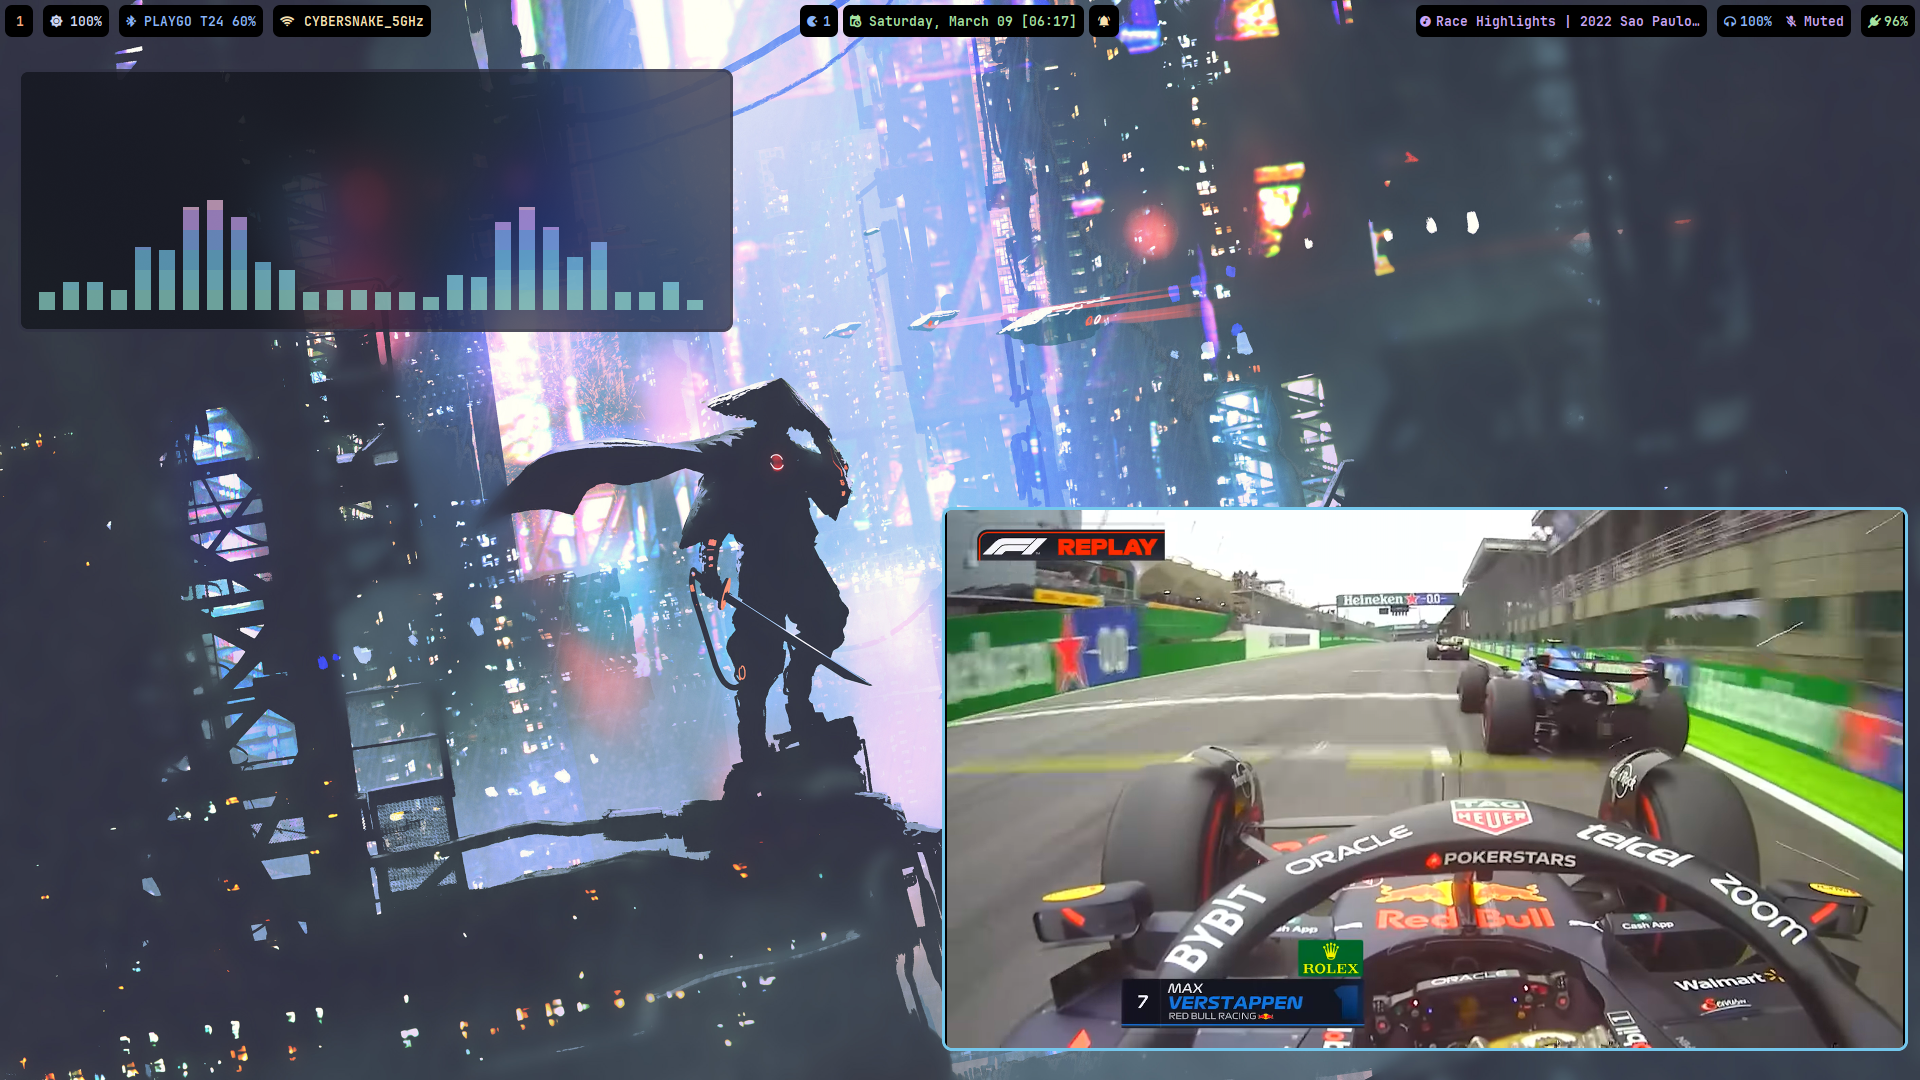 1
100%
PLAYGO T24 60%
CYBERSNAKE_5GHz
1
Saturday, March 09 [06:17]
Race Highlights | 2022 Sao Paulo…
100%
Muted
96%
F1 REPLAY
Heineken
TAG
HEUER
ORACLE
telcel
POKERSTARS
BYBIT
zoom
Red Bull
Cash App
ROLEX
ORACLE
Walmart
7
MAX
VERSTAPPEN
RED BULL RACING
1